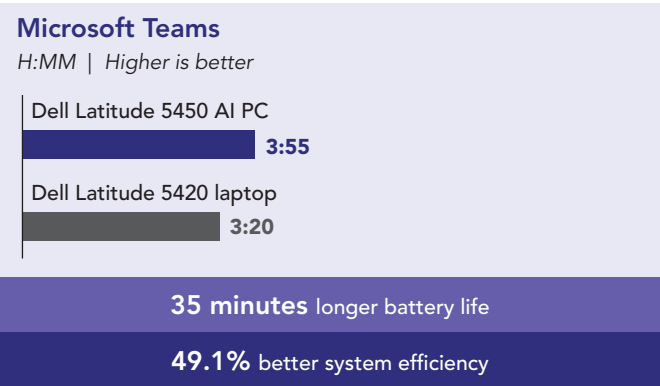 Microsoft Teams
H:MM | Higher is better
Dell Latitude 5450 AI PC
3:55
Dell Latitude 5420 laptop
3:20
35 minutes longer battery life
49.1% better system efficiency